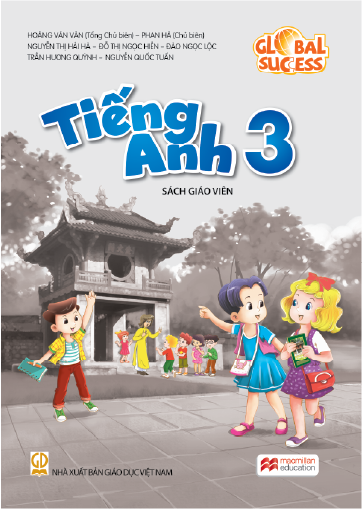 HOÀNG VĂN VÂN (Tổng Chủ biên) – PHAN HÀ (Chủ biên)
NGUYỄN THỊ HẢI HÀ – ĐỖ THỊ NGỌC HIỀN – ĐÀO NGỌC LỘC
TRẦN HƯƠNG QUỲNH – NGUYỄN QUỐC TUẤN
GLOBAL
SUCCESS
Tiếng
Anh 3
SÁCH GIÁO VIÊN
NHÀ XUẤT BẢN GIÁO DỤC VIỆT NAM
macmillan
education